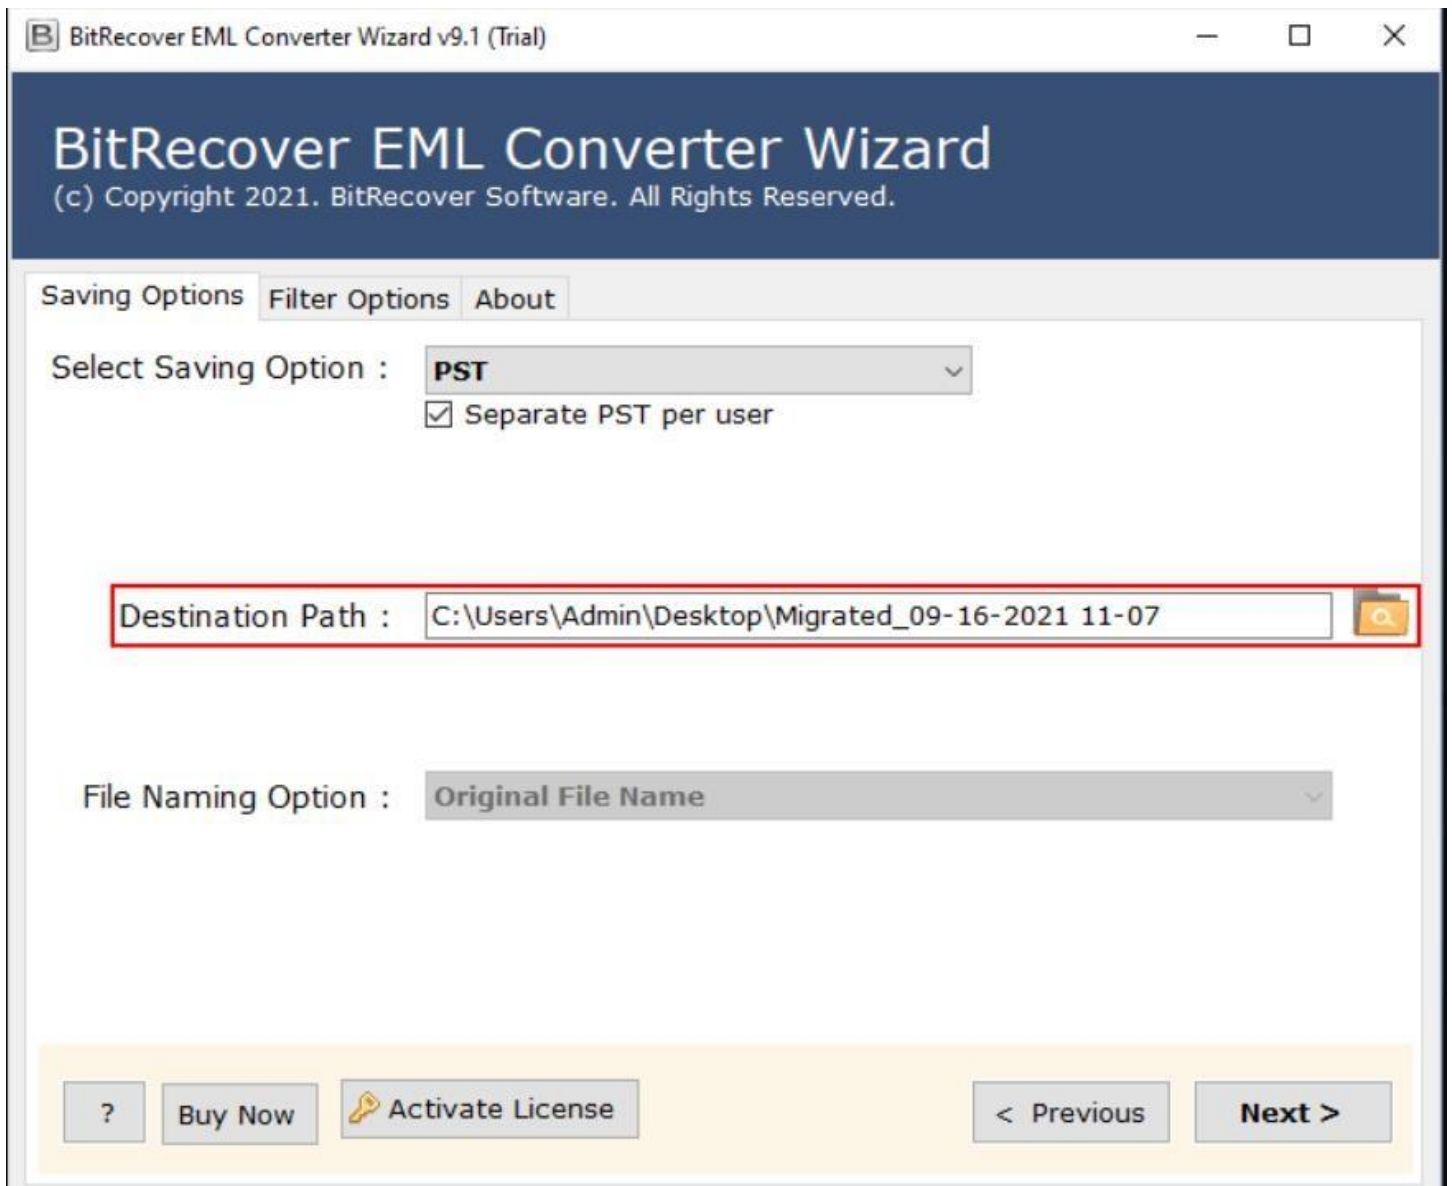 BitRecover EML Converter Wizard v9.1 (Trial)
BitRecover EML Converter Wizard
(c) Copyright 2021. BitRecover Software. All Rights Reserved.
Saving Options Filter Options About
Select Saving Option : PST
Separate PST per user
Destination Path : C:\Users\Admin\Desktop\Migrated_09-16-2021 11-07
File Naming Option : Original File Name
? Buy Now Activate License < Previous Next >